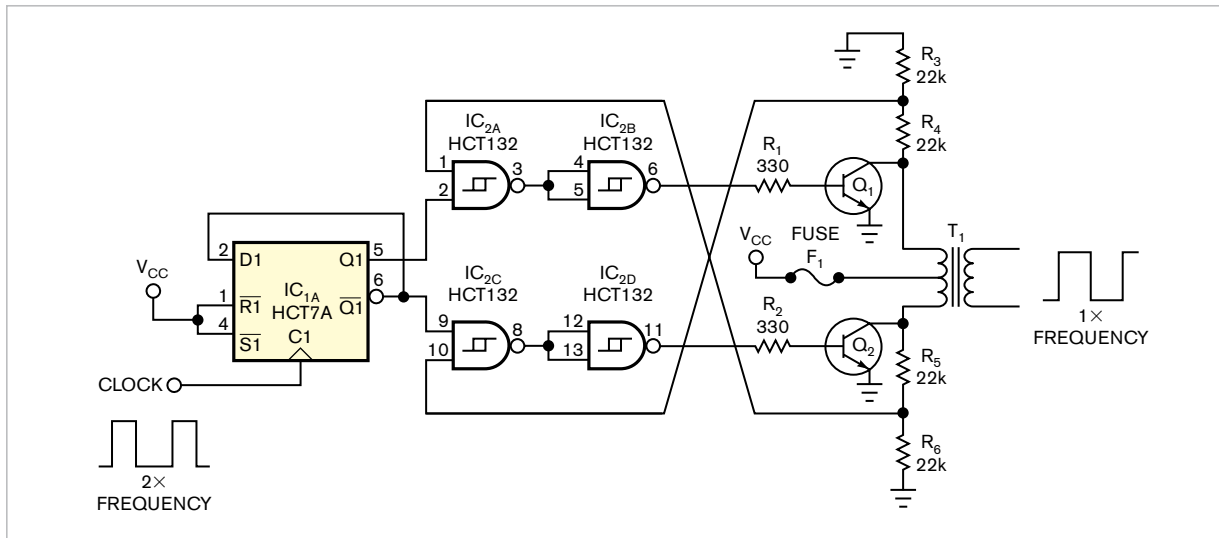 R3
22k
R4
22k
IC2A
HCT132
IC2B
HCT132
1
2
3
4
5
6
R1
330
Q1
VCC
FUSE
F1
T1
2
D1
Q1
5
VCC
1
R1
IC1A
HCT7A
6
Q1
4
S1
C1
CLOCK
IC2C
HCT132
IC2D
HCT132
9
10
8
12
13
11
R2
330
Q2
R5
22k
R6
22k
1×
FREQUENCY
2×
FREQUENCY